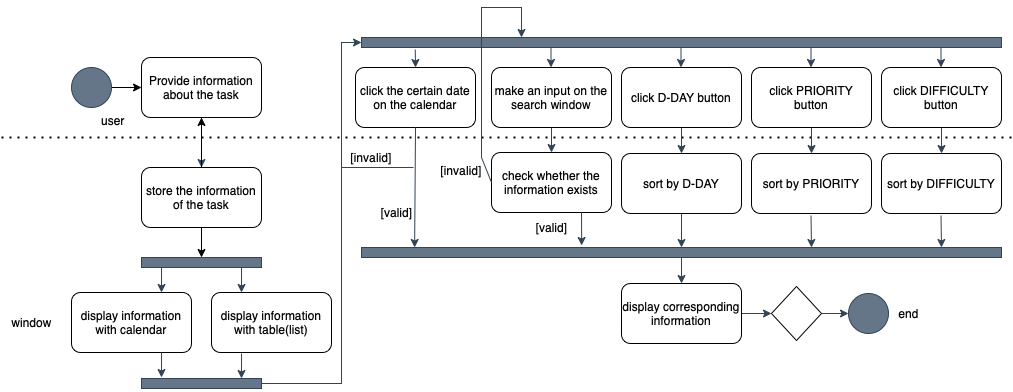 Provide information
about the task
user
store the information
of the task
window
display information
with calendar
display information
with table(list)
click the certain date
on the calendar
make an input on the
search window
click D-DAY button
click PRIORITY
button
click DIFFICULTY
button
[invalid]
[valid]
[invalid]
check whether the
information exists
[valid]
sort by D-DAY
sort by PRIORITY
sort by DIFFICULTY
display corresponding
information
end